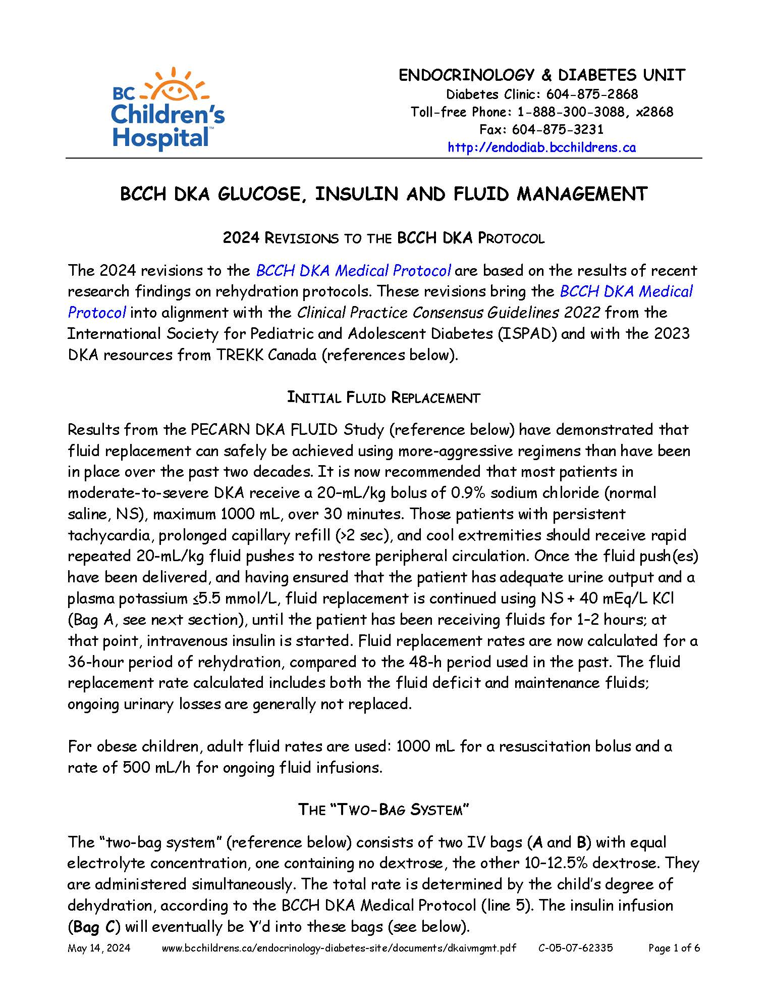 BC
Children's
Hospital™
ENDOCRINOLOGY & DIABETES UNIT
Diabetes Clinic: 604-875-2868
Toll-free Phone: 1-888-300-3088, x2868
Fax: 604-875-3231
http://endodiab.bcchildrens.ca
BCCH DKA GLUCOSE, INSULIN AND FLUID MANAGEMENT
2024 REVISIONS TO THE BCCH DKA PROTOCOL
The 2024 revisions to the BCCH DKA Medical Protocol are based on the results of recent
research findings on rehydration protocols. These revisions bring the BCCH DKA Medical
Protocol into alignment with the Clinical Practice Consensus Guidelines 2022 from the
International Society for Pediatric and Adolescent Diabetes (ISPAD) and with the 2023
DKA resources from TREKK Canada (references below).
INITIAL FLUID REPLACEMENT
Results from the PECARN DKA FLUID Study (reference below) have demonstrated that
fluid replacement can safely be achieved using more-aggressive regimens than have been
in place over the past two decades. It is now recommended that most patients in
moderate-to-severe DKA receive a 20–mL/kg bolus of 0.9% sodium chloride (normal
saline, NS), maximum 1000 mL, over 30 minutes. Those patients with persistent
tachycardia, prolonged capillary refill (>2 sec), and cool extremities should receive rapid
repeated 20-mL/kg fluid pushes to restore peripheral circulation. Once the fluid push(es)
have been delivered, and having ensured that the patient has adequate urine output and a
plasma potassium ≤5.5 mmol/L, fluid replacement is continued using NS + 40 mEq/L KCl
(Bag A, see next section), until the patient has been receiving fluids for 1–2 hours; at
that point, intravenous insulin is started. Fluid replacement rates are now calculated for a
36-hour period of rehydration, compared to the 48-h period used in the past. The fluid
replacement rate calculated includes both the fluid deficit and maintenance fluids;
ongoing urinary losses are generally not replaced.
For obese children, adult fluid rates are used: 1000 mL for a resuscitation bolus and a
rate of 500 mL/h for ongoing fluid infusions.
THE “TWO-BAG SYSTEM”
The “two-bag system” (reference below) consists of two IV bags (A and B) with equal
electrolyte concentration, one containing no dextrose, the other 10–12.5% dextrose. They
are administered simultaneously. The total rate is determined by the child's degree of
dehydration, according to the BCCH DKA Medical Protocol (line 5). The insulin infusion
(Bag C) will eventually be Y'd into these bags (see below).
May 14, 2024 www.bcchildrens.ca/endocrinology-diabetes-site/documents/dkaivmgmt.pdf C-05-07-62335 Page 1 of 6